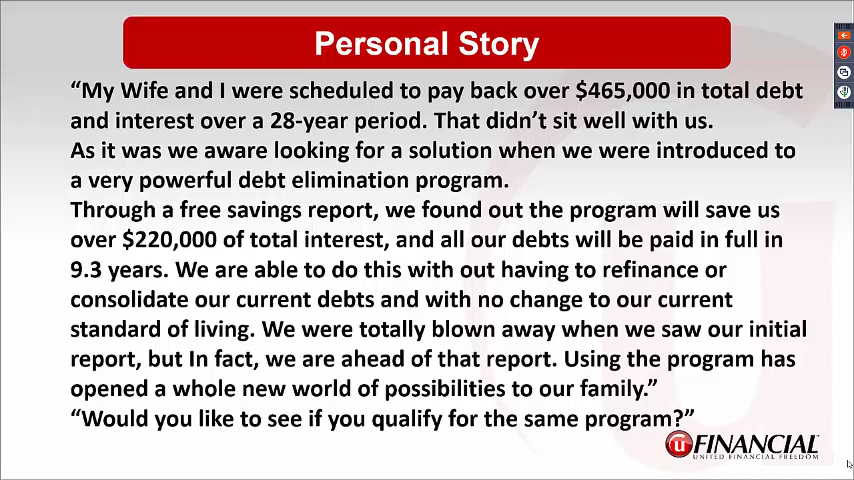 Personal Story
“My Wife and I were scheduled to pay back over $465,000 in total debt
and interest over a 28-year period. That didn’t sit well with us.
As it was we aware looking for a solution when we were introduced to
a very powerful debt elimination program.
Through a free savings report, we found out the program will save us
over $220,000 of total interest, and all our debts will be paid in full in
9.3 years. We are able to do this with out having to refinance or
consolidate our current debts and with no change to our current
standard of living. We were totally blown away when we saw our initial
report, but In fact, we are ahead of that report. Using the program has
opened a whole new world of possibilities to our family.”
“Would you like to see if you qualify for the same program?”
u FINANCIAL
UNITED FINANCIAL FREEDOM